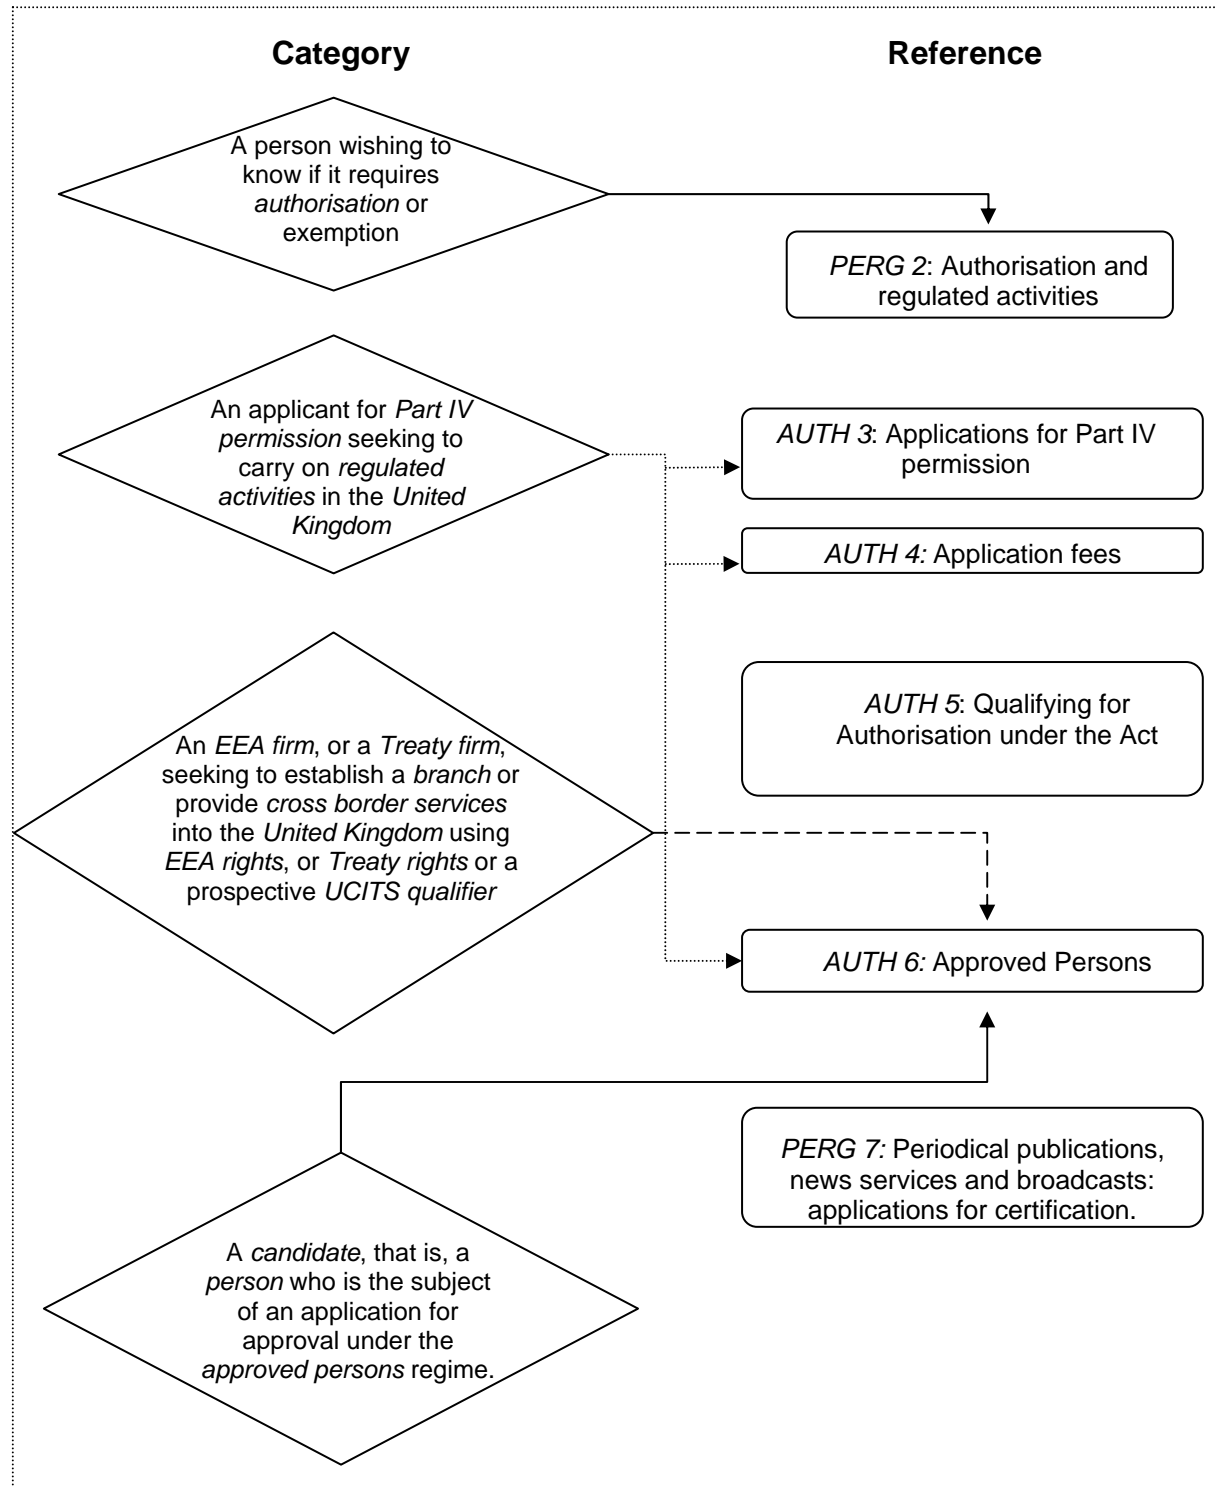 Category
Reference
A person wishing to
know if it requires
authorisation or
exemption
PERG 2: Authorisation and
regulated activities
An applicant for Part IV
permission seeking to
carry on regulated
activities in the United
Kingdom
AUTH 3: Applications for Part IV
permission
AUTH 4: Application fees
AUTH 5: Qualifying for
Authorisation under the Act
An EEA firm, or a Treaty firm,
seeking to establish a branch or
provide cross border services
into the United Kingdom using
EEA rights, or Treaty rights or a
prospective UCITS qualifier
AUTH 6: Approved Persons
PERG 7: Periodical publications,
news services and broadcasts:
applications for certification.
A candidate, that is, a
person who is the subject
of an application for
approval under the
approved persons regime.